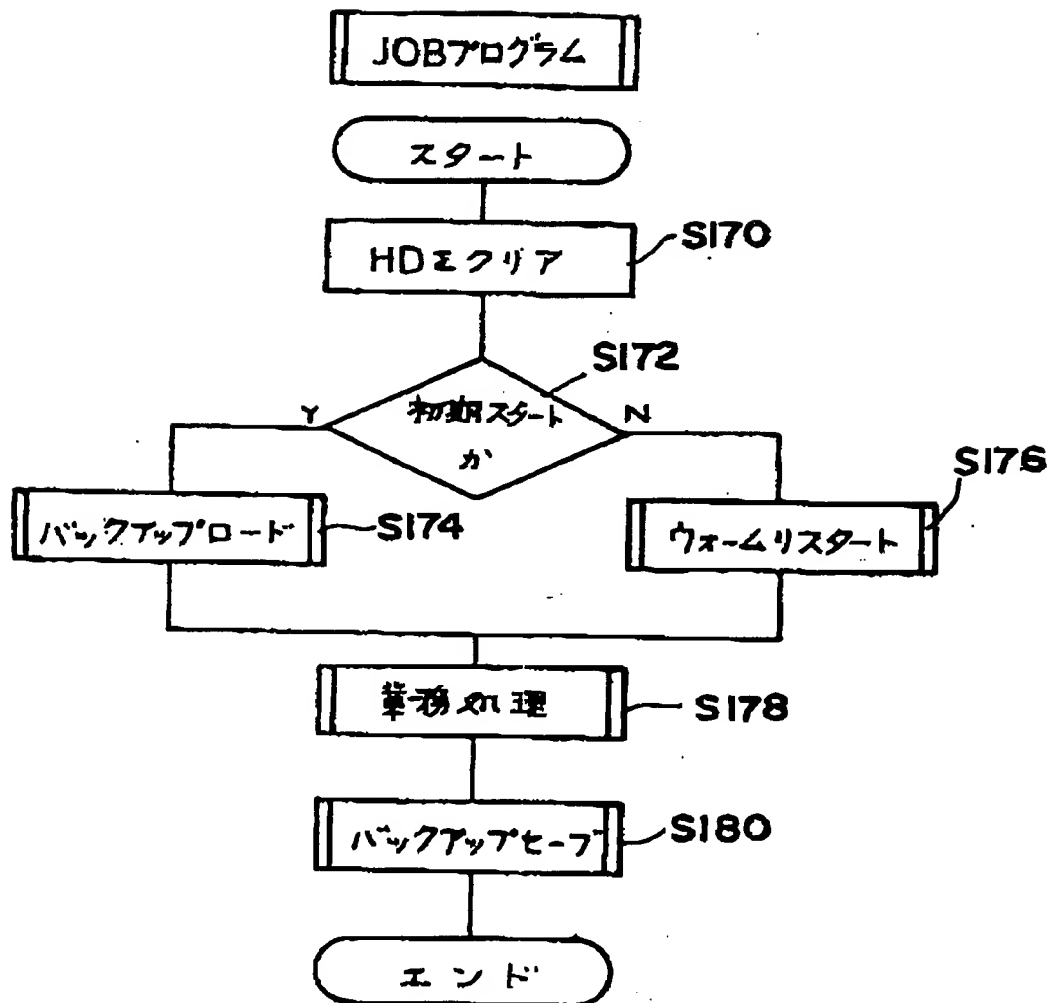 JOBプログラム
スタート
HDをクリア
S170
S172
初期スタート
か
Y
N
S174
バックアップロード
S176
ウォームリスタート
業務処理
S178
バックアップセーブ
S180
エンド